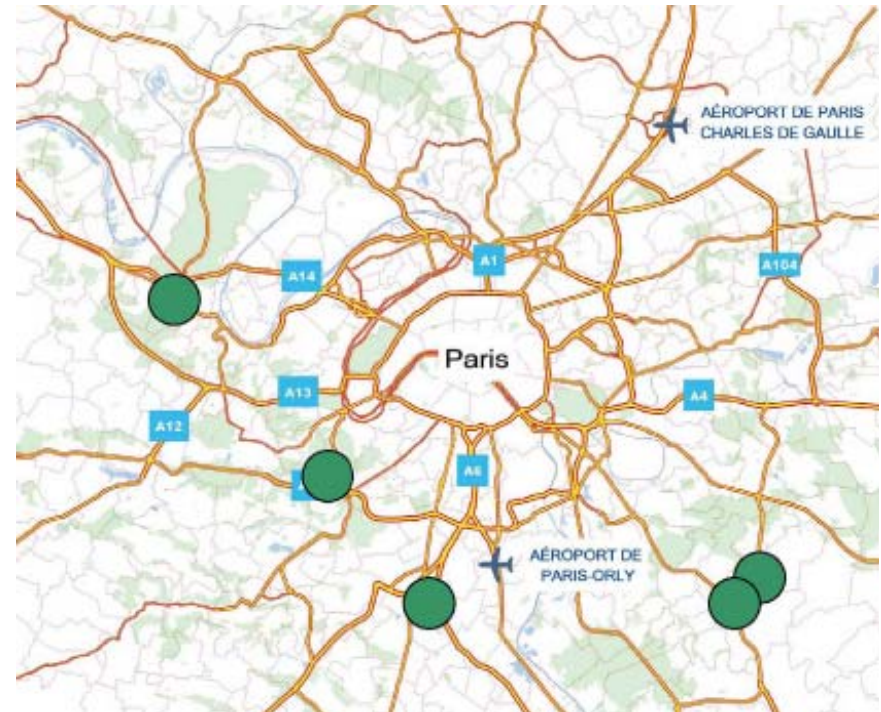 AÉROPORT DE PARIS
CHARLES DE GAULLE
A1
A14
A104
Paris
A13
A4
A12
A6
AÉROPORT DE
PARIS-ORLY